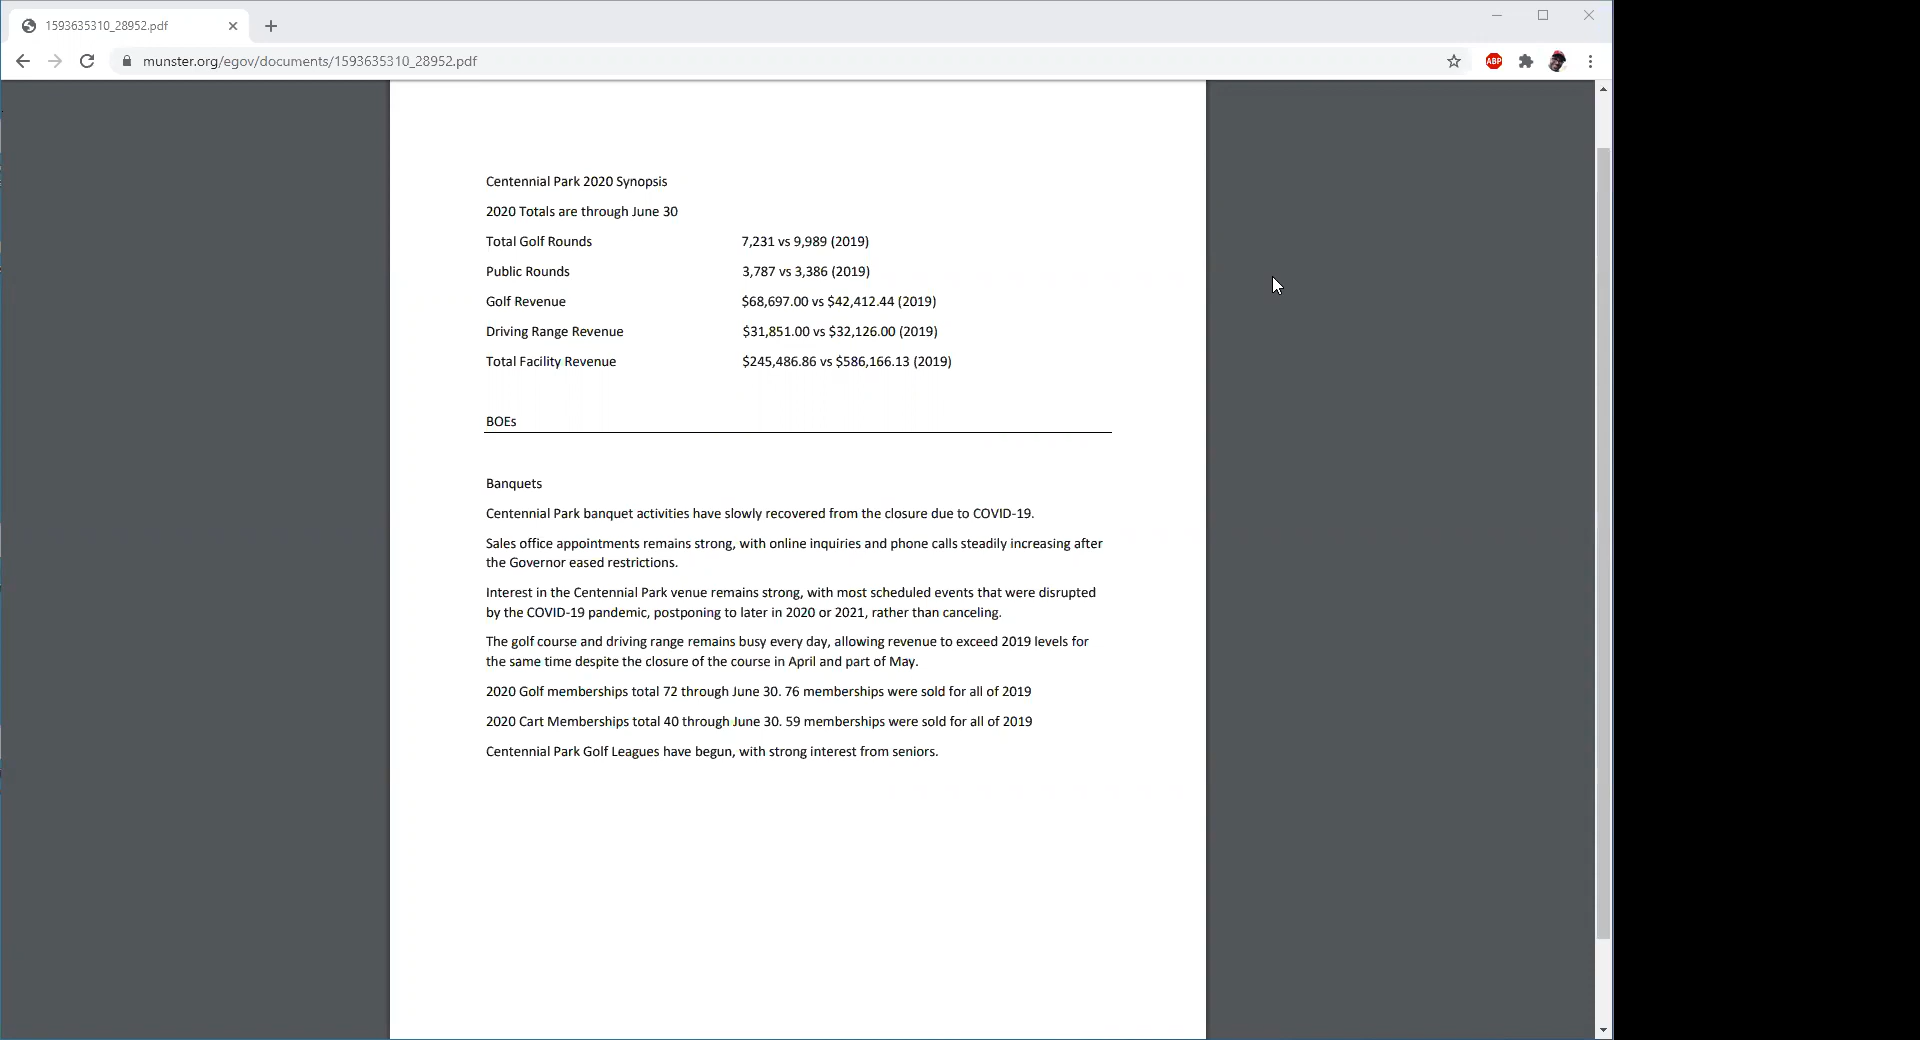 1593635310_28952.pdf
munster.org/egov/documents/1593635310_28952.pdf
ABP
Centennial Park 2020 Synopsis
2020 Totals are through June 30
Total Golf Rounds 7,231 vs 9,989 (2019)
Public Rounds 3,787 vs 3,386 (2019)
Golf Revenue $68,697.00 vs $42,412.44 (2019)
Driving Range Revenue $31,851.00 vs $32,126.00 (2019)
Total Facility Revenue $245,486.86 vs $586,166.13 (2019)
BOEs
Banquets
Centennial Park banquet activities have slowly recovered from the closure due to COVID-19.
Sales office appointments remains strong, with online inquiries and phone calls steadily increasing after
the Governor eased restrictions.
Interest in the Centennial Park venue remains strong, with most scheduled events that were disrupted
by the COVID-19 pandemic, postponing to later in 2020 or 2021, rather than canceling.
The golf course and driving range remains busy every day, allowing revenue to exceed 2019 levels for
the same time despite the closure of the course in April and part of May.
2020 Golf memberships total 72 through June 30. 76 memberships were sold for all of 2019
2020 Cart Memberships total 40 through June 30. 59 memberships were sold for all of 2019
Centennial Park Golf Leagues have begun, with strong interest from seniors.